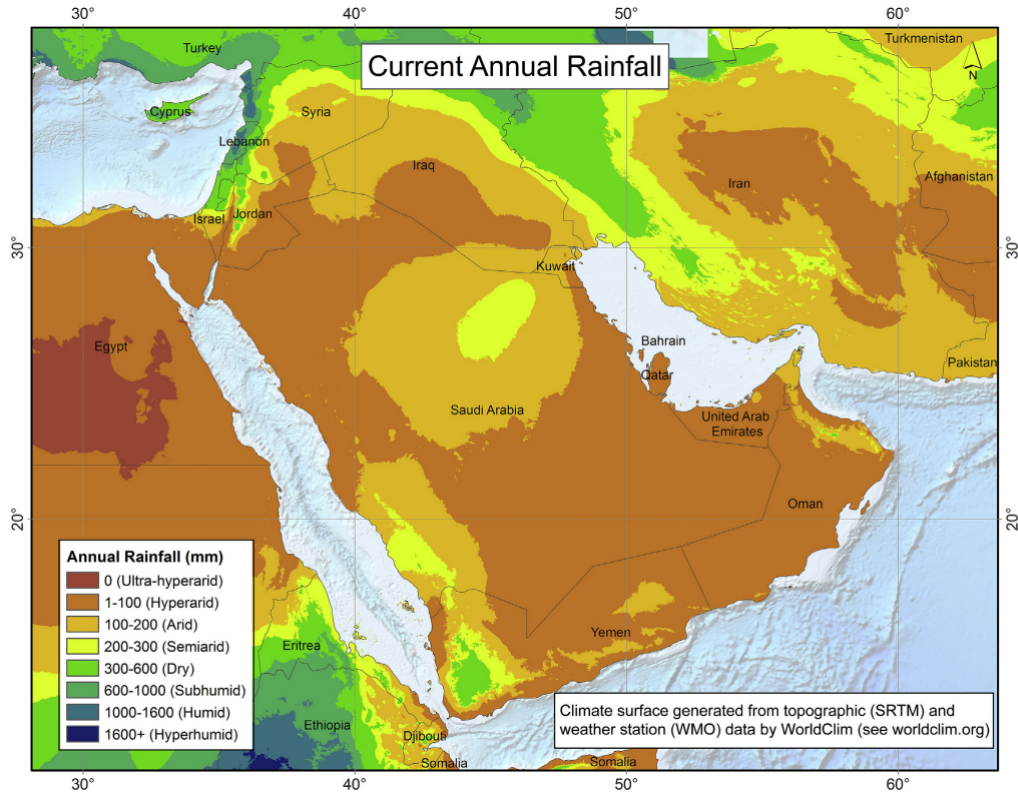 30°
40°
50°
60°
Turkmenistan
Turkey
Current Annual Rainfall
N
Cyprus
Syria
Lebanon
Iraq
Iran
Afghanistan
Israel
Jordan
30°
30°
Kuwait
Egypt
Bahrain
Qatar
Pakistan
Saudi Arabia
United Arab
Emirates
Oman
20°
20°
Annual Rainfall (mm)
0 (Ultra-hyperarid)
1-100 (Hyperarid)
100-200 (Arid)
200-300 (Semiarid)
300-600 (Dry)
600-1000 (Subhumid)
1000-1600 (Humid)
1600+ (Hyperhumid)
Yemen
Eritrea
Ethiopia
Djibouti
Somalia
Somalia
Climate surface generated from topographic (SRTM) and
weather station (WMO) data by WorldClim (see worldclim.org)
30°
40°
50°
60°